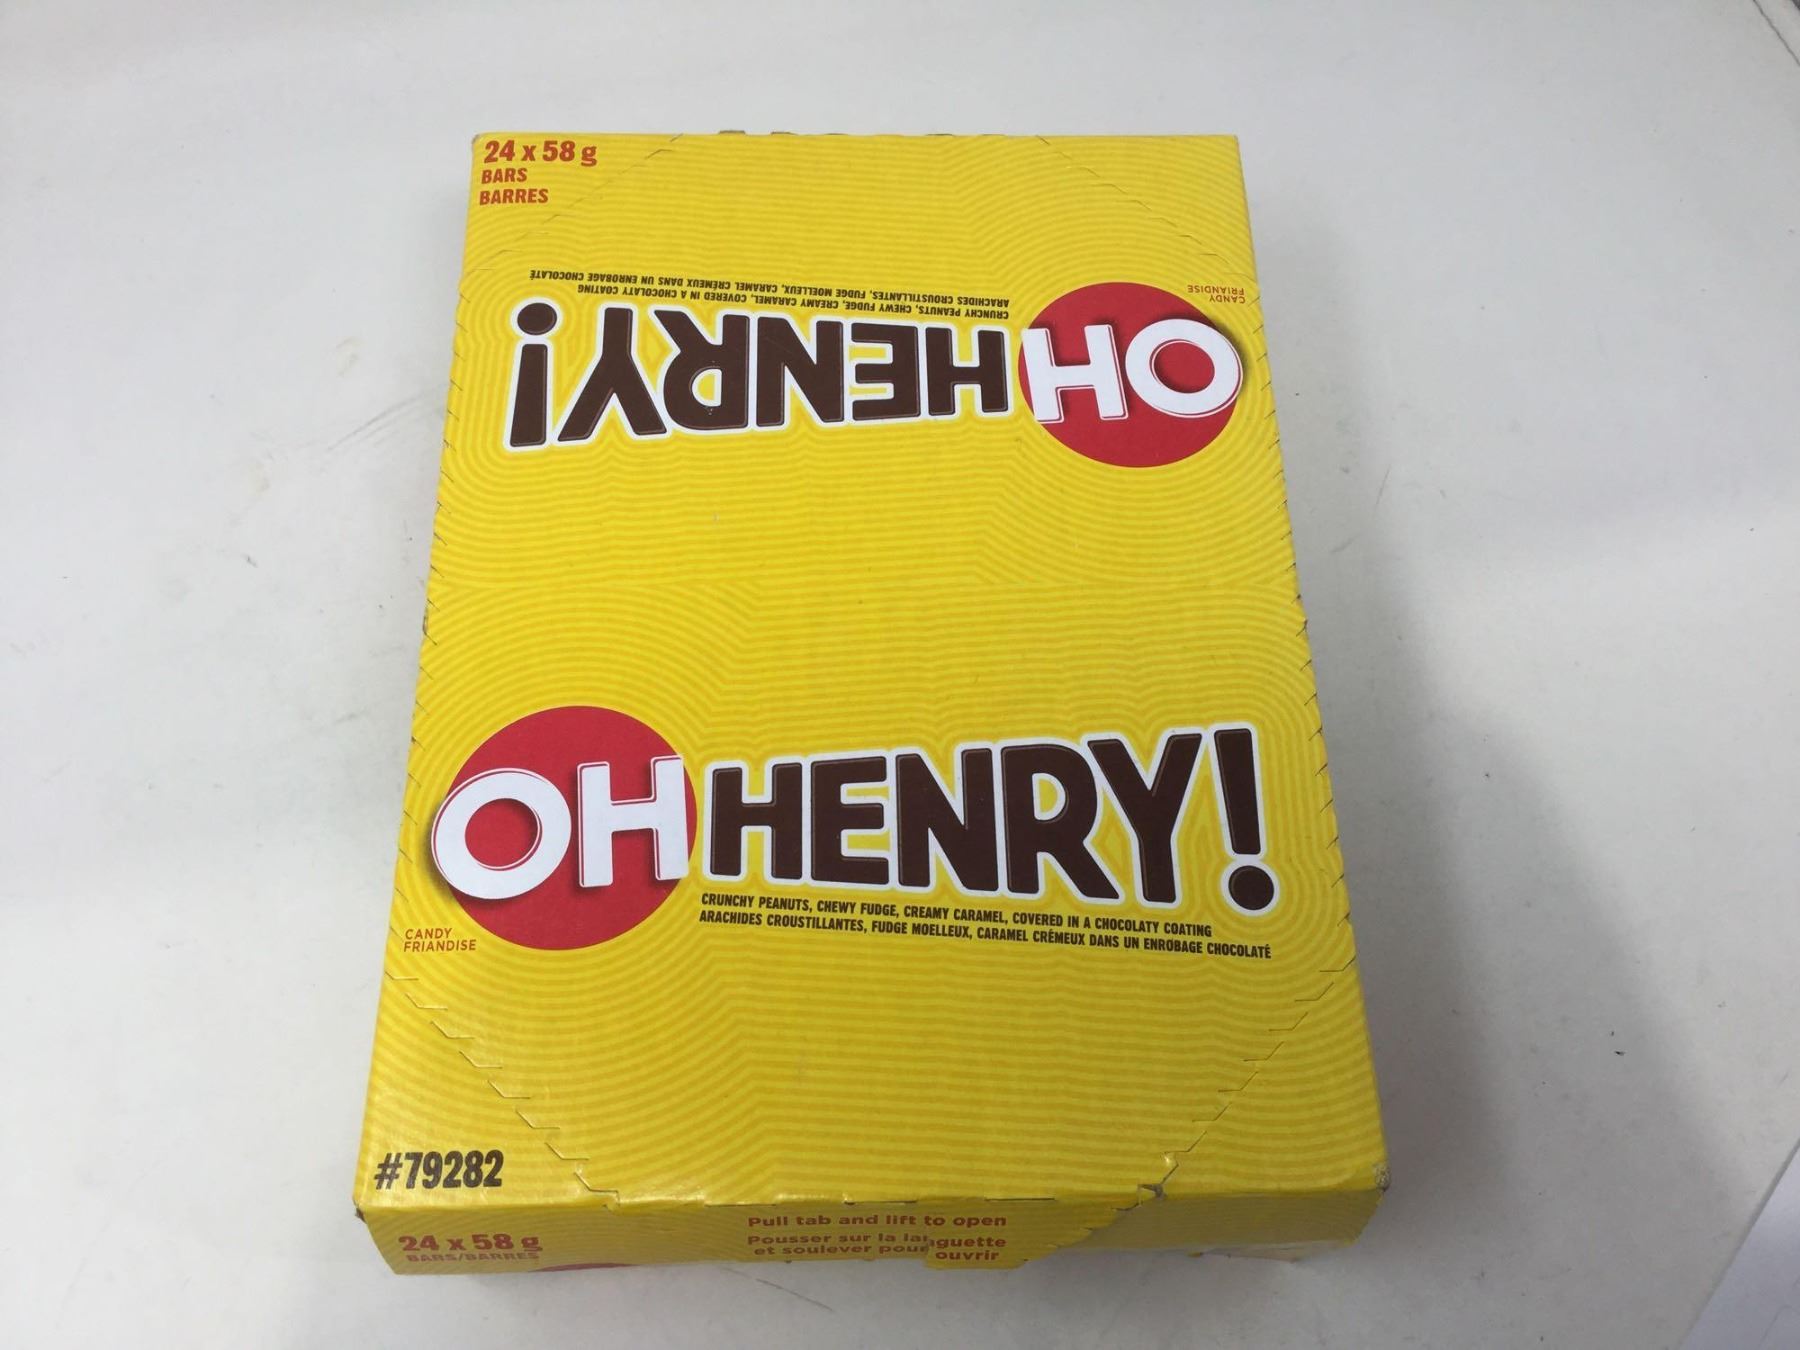 24 x 58 g
BARS
BARRES
OH HENRY!
CRUNCHY PEANUTS, CHEWY FUDGE, CREAMY CARAMEL, COVERED IN A CHOCOLATY COATING
ARACHIDES CROUSTILLANTES, FUDGE MOELLEUX, CARAMEL CRÉMEUX DANS UN ENROBAGE CHOCOLATÉ
CANDY
FRIANDISE
OH HENRY!
CRUNCHY PEANUTS, CHEWY FUDGE, CREAMY CARAMEL, COVERED IN A CHOCOLATY COATING
ARACHIDES CROUSTILLANTES, FUDGE MOELLEUX, CARAMEL CRÉMEUX DANS UN ENROBAGE CHOCOLATÉ
CANDY
FRIANDISE
#79282
24 x 58 g
BARS/BARRES
Pull tab and lift to open
Pousser sur la languette
et soulever pour ouvrir